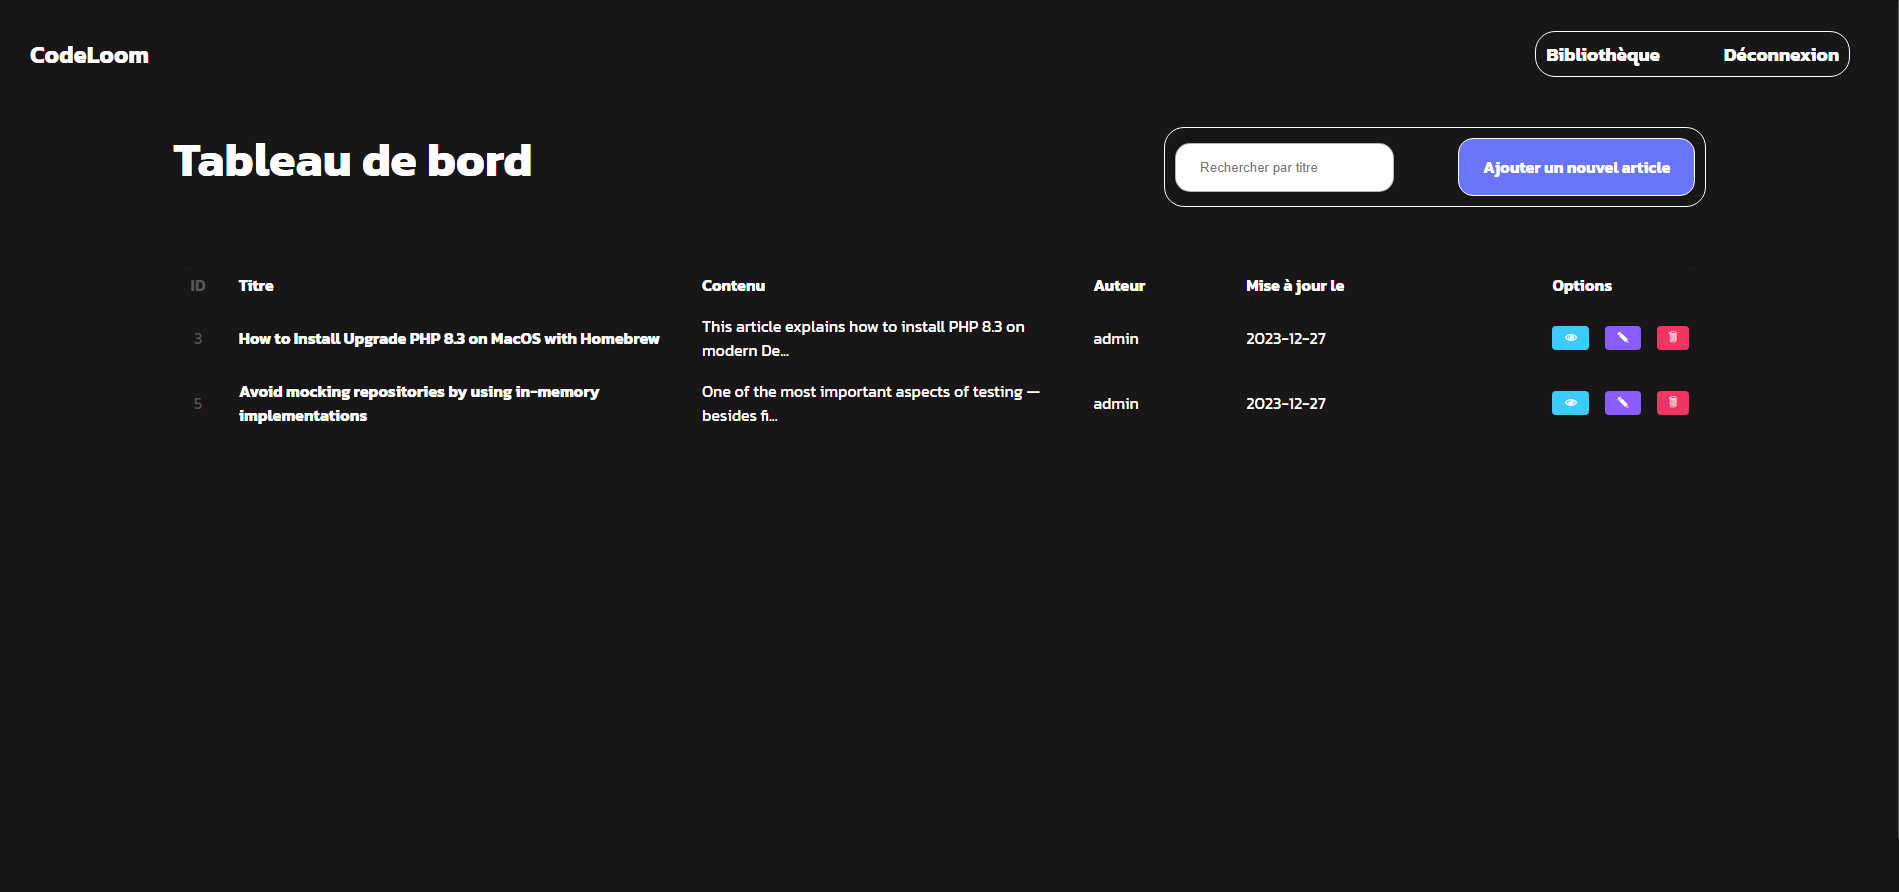 CodeLoom
Bibliothèque Déconnexion
Tableau de bord
Rechercher par titre
Ajouter un nouvel article
ID Titre Contenu Auteur Mise à jour le Options
3 How to Install Upgrade PHP 8.3 on MacOS with Homebrew
This article explains how to install PHP 8.3 on
modern De...
admin 2023-12-27
5 Avoid mocking repositories by using in-memory
implementations
One of the most important aspects of testing —
besides fi...
admin 2023-12-27